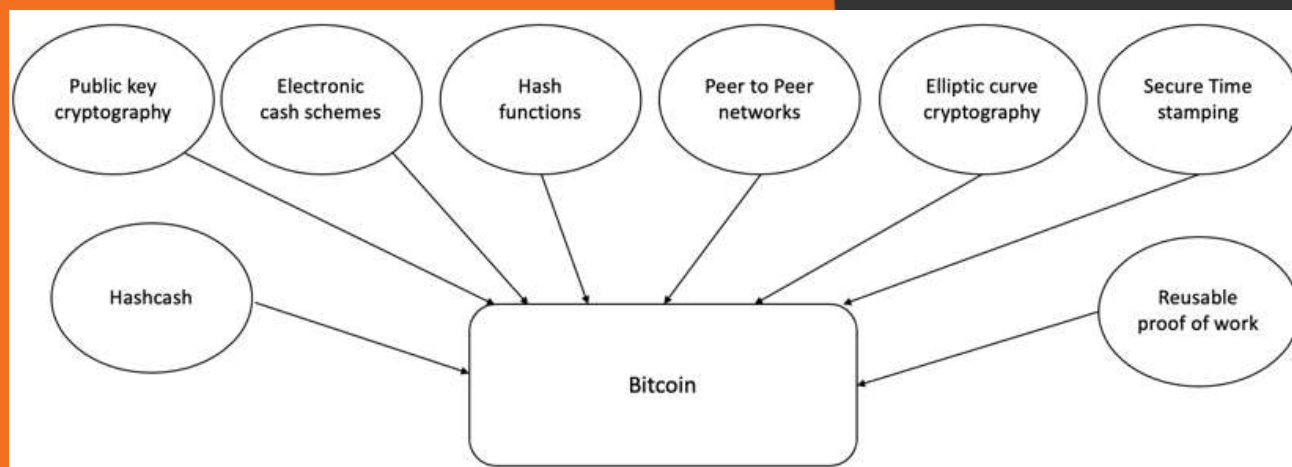 Public key
cryptography
Electronic
cash schemes
Hash
functions
Peer to Peer
networks
Elliptic curve
cryptography
Secure Time
stamping
Hashcash
Reusable
proof of work
Bitcoin